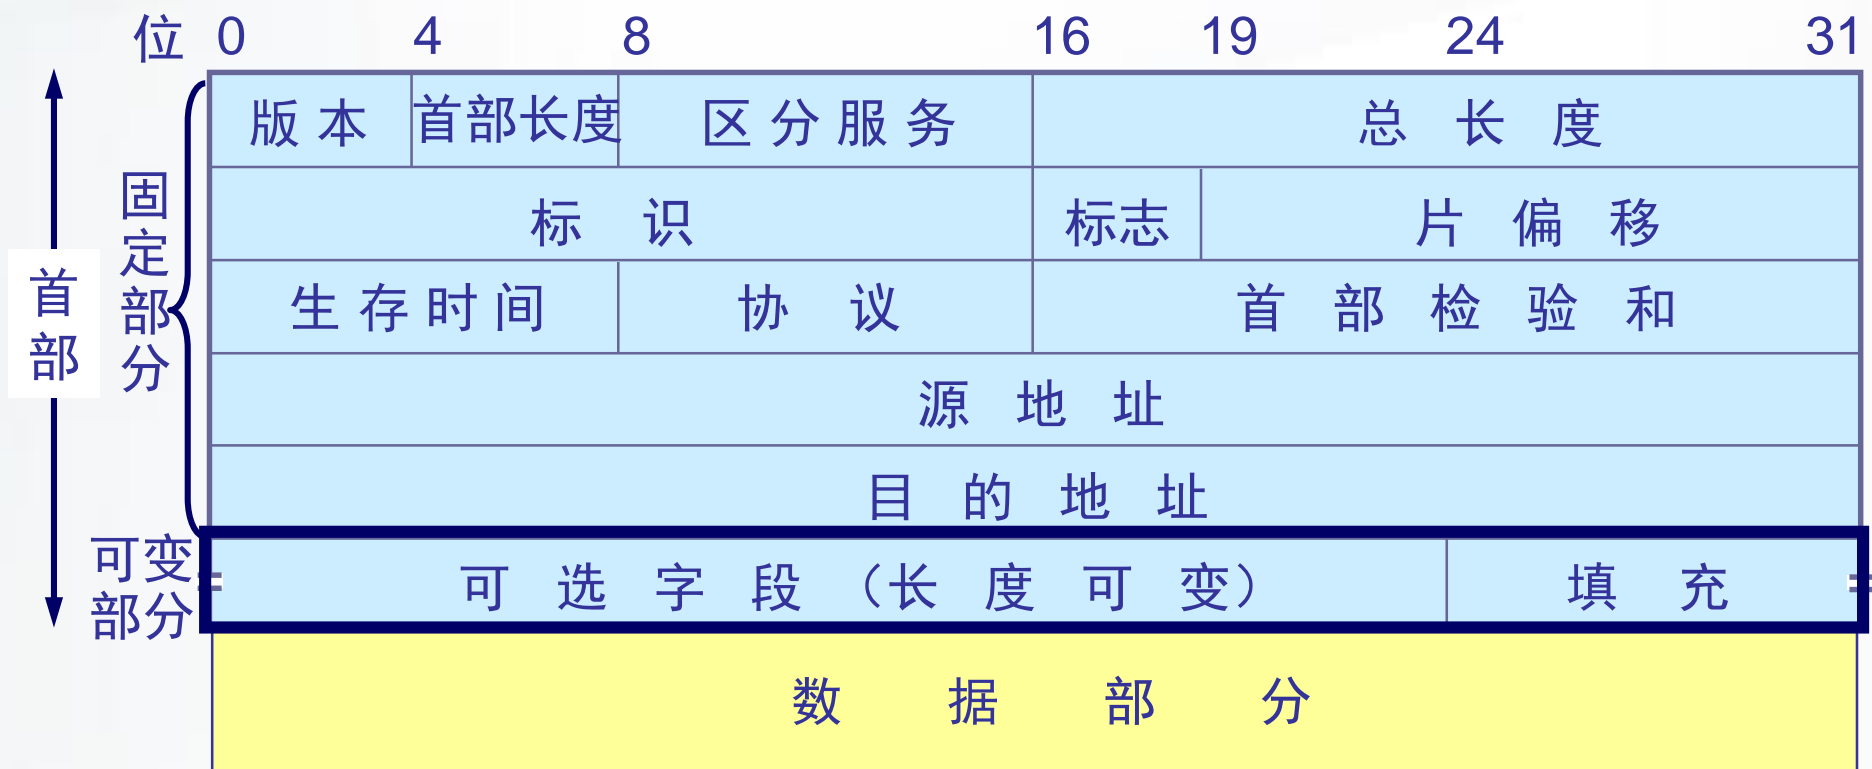 位 0 4 8 16 19 24 31
版 本 首部长度 区 分 服 务 总 长 度
标 识 标志 片 偏 移
生 存 时 间 协 议 首 部 检 验 和
源 地 址
目 的 地 址
可 选 字 段 （长 度 可 变） 填 充
数 据 部 分
首部
固定部分
可变
部分